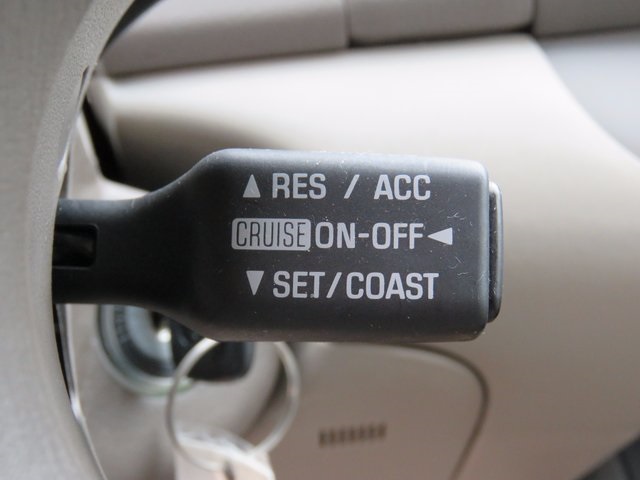 ▲ RES / ACC
CRUISE ON-OFF ◄
▼ SET/COAST